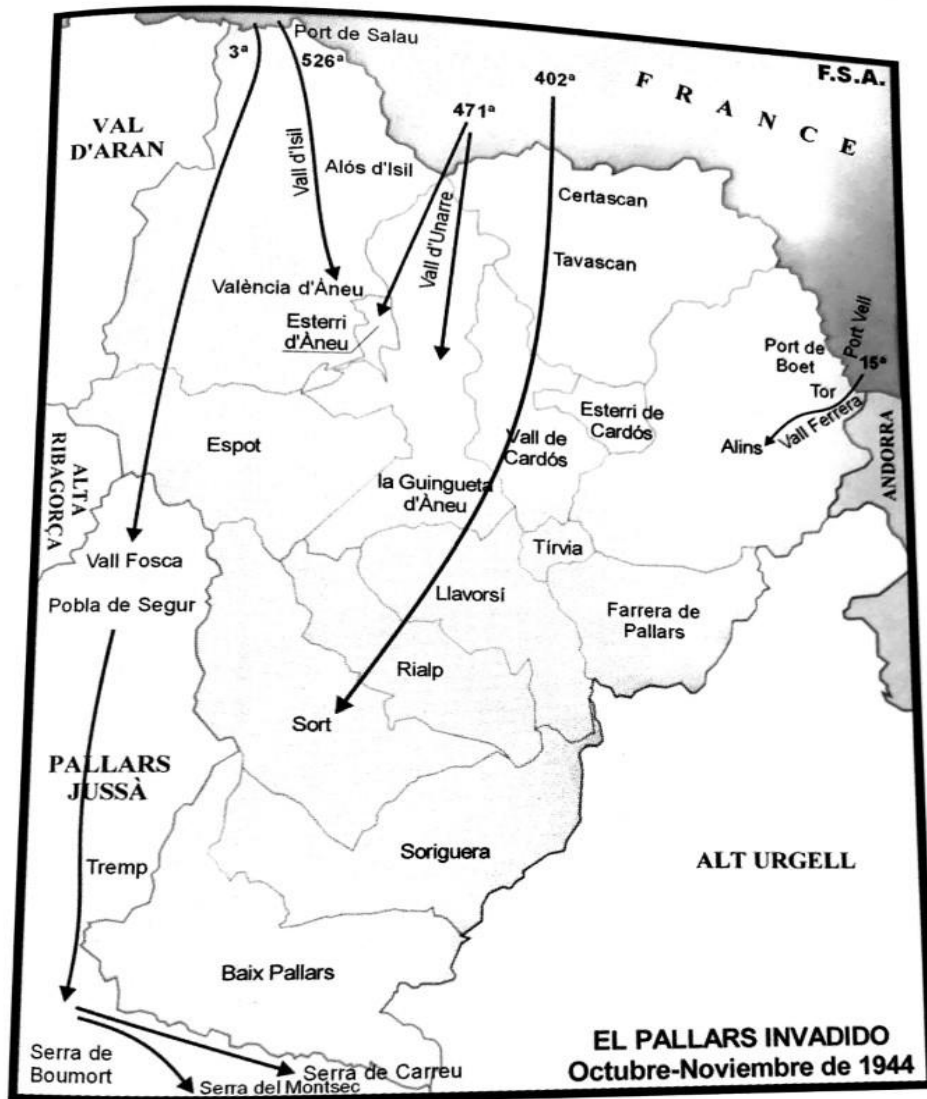 Port de Salau
3ª
526ª
F.S.A.
402ª
471ª
FRANCE
VAL
D'ARAN
Vall d'Isil
Alós d'Isil
Vall d'Unarre
Certascan
Tavascan
València d'Àneu
Esterri
d'Àneu
Port Vell
Port de
Boet
15ª
Tor
Vall Ferrera
Alins
Esterri de
Cardós
Vall de
Cardós
Espot
ALTA
RIBAGORÇA
ANDORRA
la Guingueta
d'Àneu
Tírvia
Vall Fosca
Llavorsí
Pobla de Segur
Farrera de
Pallars
Rialp
Sort
PALLARS
JUSSÀ
Soriguera
Tremp
ALT URGELL
Baix Pallars
Serra de
Boumort
Serra de Carreu
Serra del Montsec
EL PALLARS INVADIDO
Octubre-Noviembre de 1944